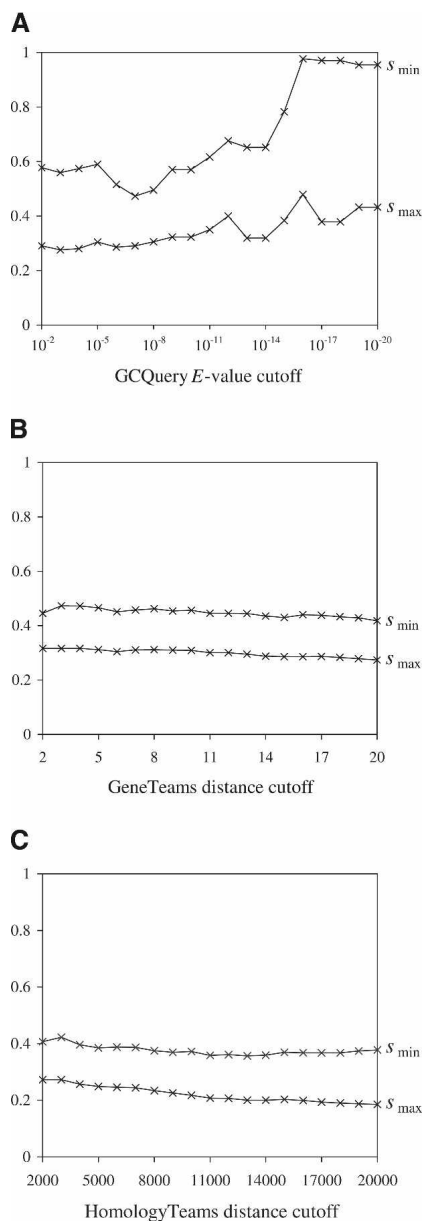 A
1
0.8
0.6
0.4
0.2
0
s min
s max
10-2 10-5 10-8 10-11 10-14 10-17 10-20
GCQuery E-value cutoff
B
1
0.8
0.6
0.4
0.2
0
s min
s max
2 5 8 11 14 17 20
GeneTeams distance cutoff
C
1
0.8
0.6
0.4
0.2
0
s min
s max
2000 5000 8000 11000 14000 17000 20000
HomologyTeams distance cutoff